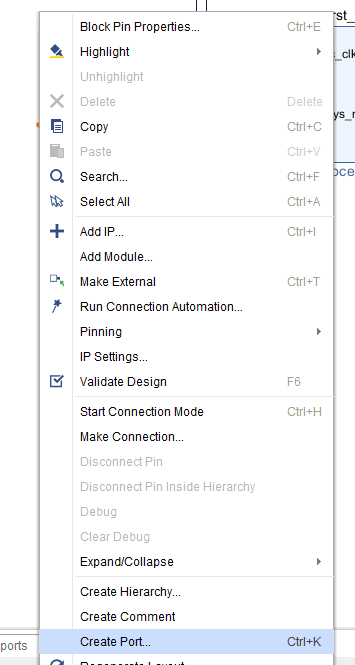 Block Pin Properties... Ctrl+E
Highlight
Unhighlight
Delete Delete
Copy Ctrl+C
Paste Ctrl+V
Search... Ctrl+F
Select All Ctrl+A
Add IP... Ctrl+I
Add Module...
Make External Ctrl+T
Run Connection Automation...
Pinning
IP Settings...
Validate Design F6
Start Connection Mode Ctrl+H
Make Connection...
Disconnect Pin
Disconnect Pin Inside Hierarchy
Debug
Clear Debug
Expand/Collapse
Create Hierarchy...
Create Comment
Create Port... Ctrl+K
Regenerate Layout
rst_
s_clk
ys_r
oce
ports